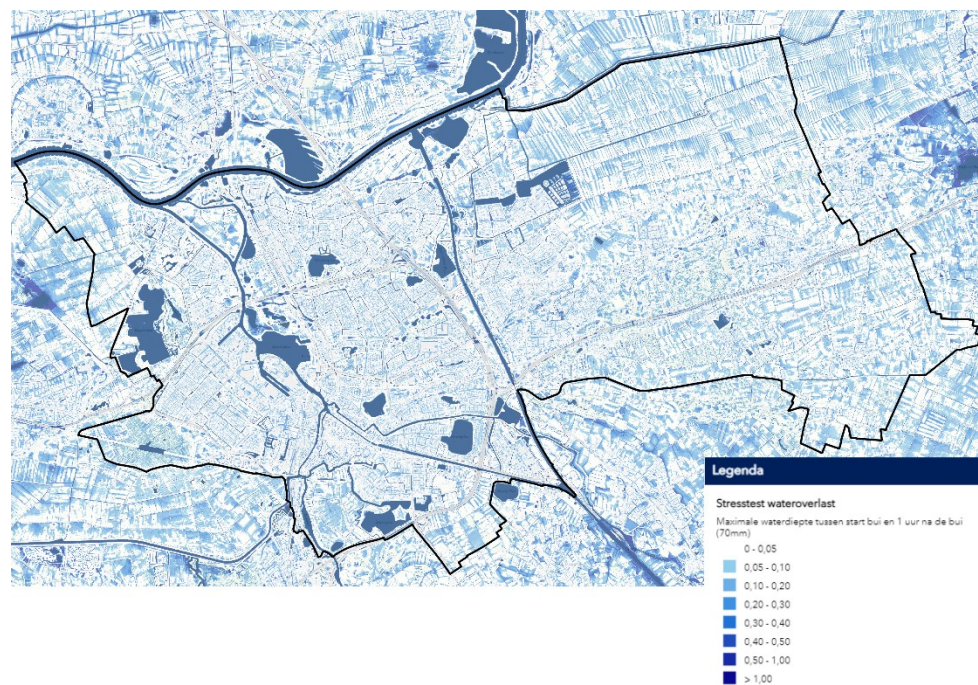 Legenda
Stresstest wateroverlast
Maximale waterdiepte tussen start bui en 1 uur na de bui
(70mm)
0 - 0,05
0,05 - 0,10
0,10 - 0,20
0,20 - 0,30
0,30 - 0,40
0,40 - 0,50
0,50 - 1,00
> 1,00